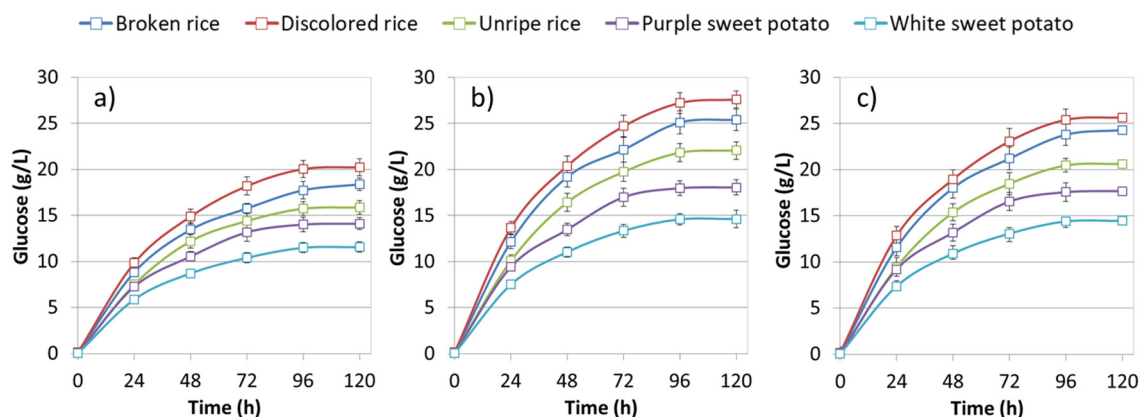 Broken rice Discolored rice Unripe rice Purple sweet potato White sweet potato
a)
30
25
20
15
10
5
0
Glucose (g/L)
0 24 48 72 96 120
Time (h)
b)
30
25
20
15
10
5
0
Glucose (g/L)
0 24 48 72 96 120
Time (h)
c)
30
25
20
15
10
5
0
Glucose (g/L)
0 24 48 72 96 120
Time (h)